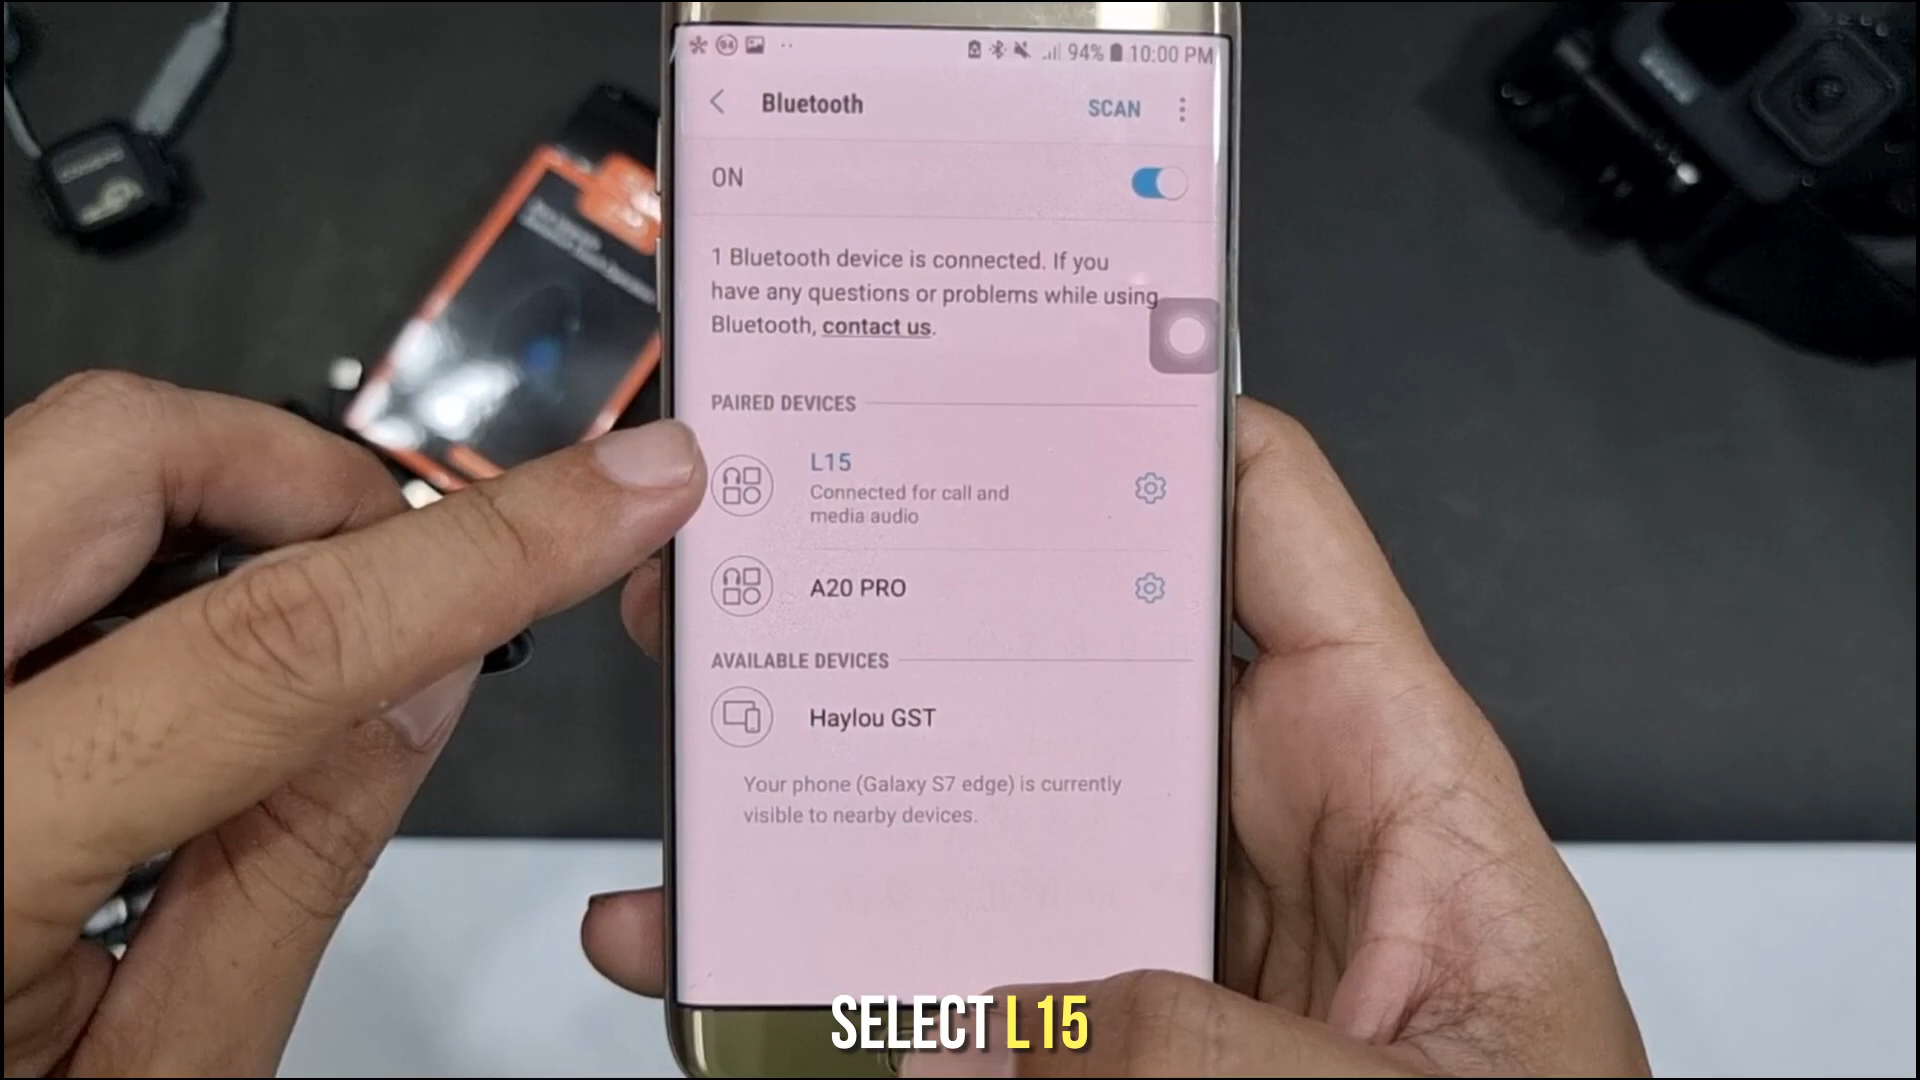 94% 10:00 PM
Bluetooth SCAN
ON
1 Bluetooth device is connected. If you
have any questions or problems while using
Bluetooth, contact us.
PAIRED DEVICES
L15
Connected for call and
media audio
A20 PRO
AVAILABLE DEVICES
Haylou GST
Your phone (Galaxy S7 edge) is currently
visible to nearby devices.
SELECT L15